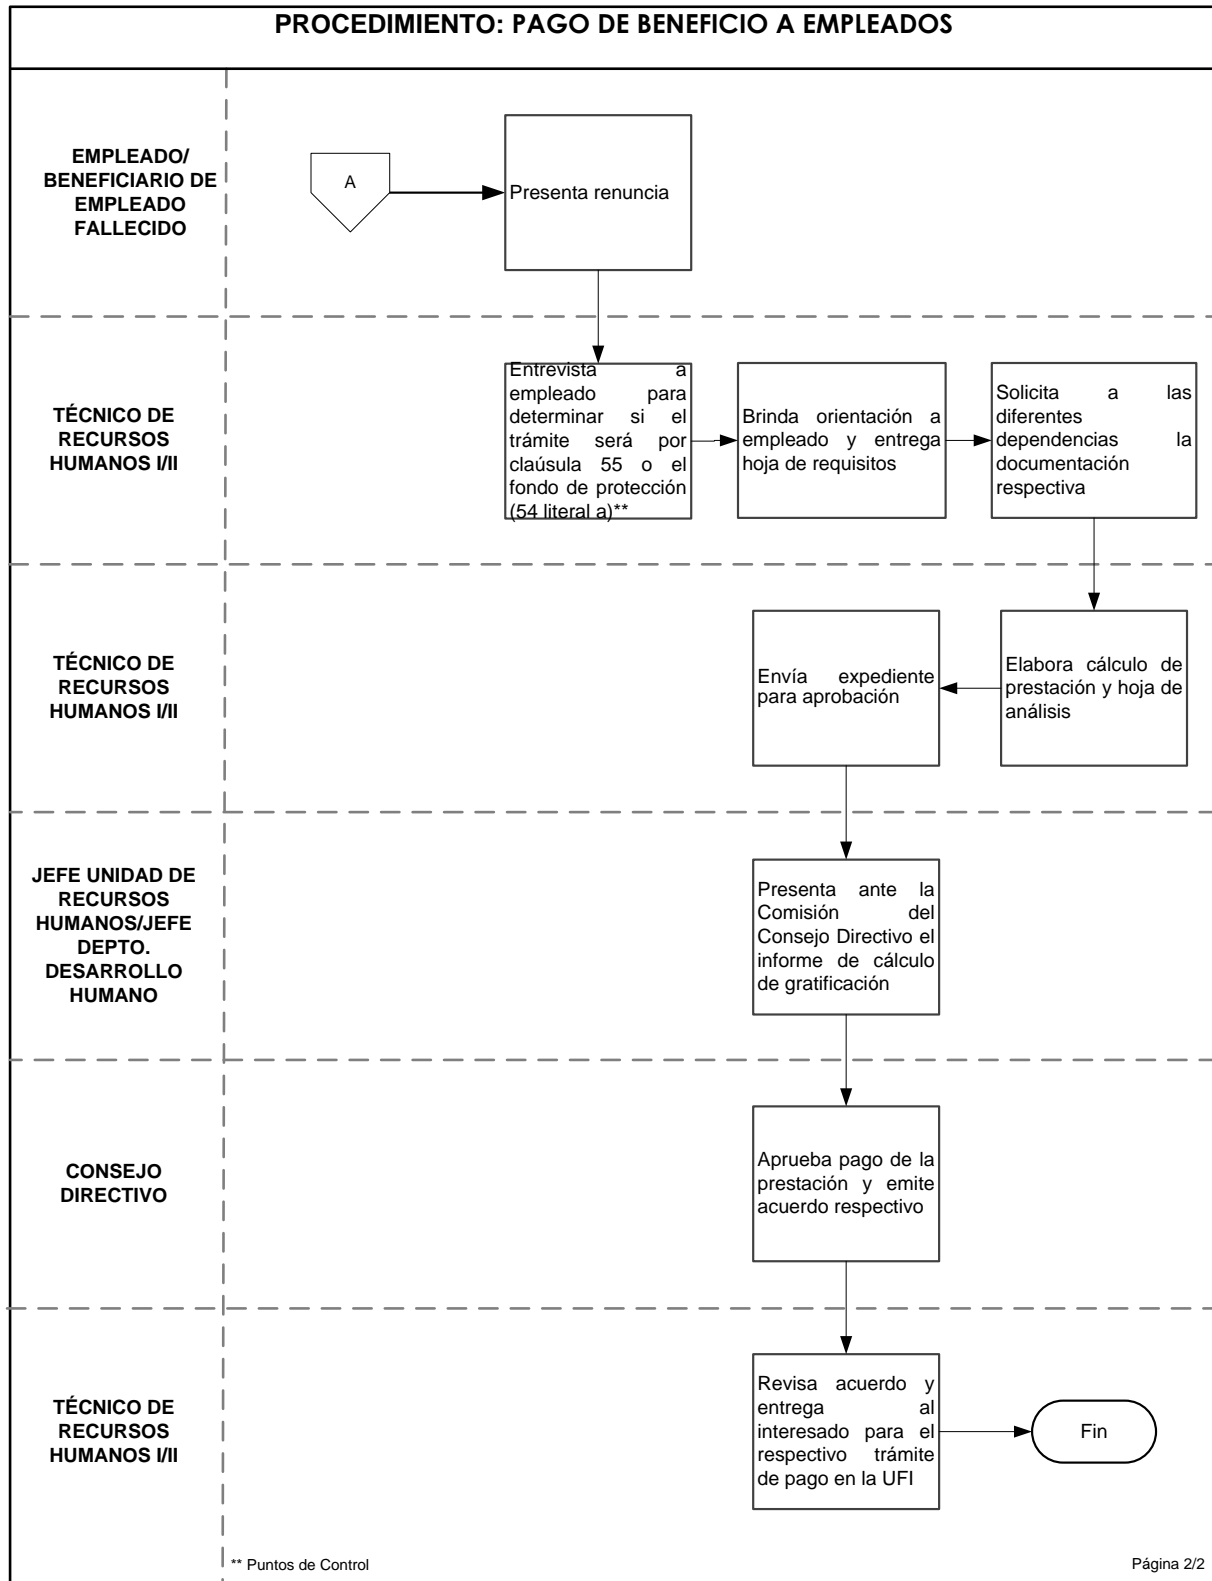 PROCEDIMIENTO: PAGO DE BENEFICIO A EMPLEADOS
EMPLEADO/
BENEFICIARIO DE
EMPLEADO
FALLECIDO
A
Presenta renuncia
TÉCNICO DE
RECURSOS
HUMANOS I/II
Entrevista a
empleado para
determinar si el
trámite será por
claúsula 55 o el
fondo de protección
(54 literal a)**
Brinda orientación a
empleado y entrega
hoja de requisitos
Solicita a las
diferentes
dependencias la
documentación
respectiva
TÉCNICO DE
RECURSOS
HUMANOS I/II
Envía expediente
para aprobación
Elabora cálculo de
prestación y hoja de
análisis
JEFE UNIDAD DE
RECURSOS
HUMANOS/JEFE
DEPTO.
DESARROLLO
HUMANO
Presenta ante la
Comisión del
Consejo Directivo el
informe de cálculo
de gratificación
CONSEJO
DIRECTIVO
Aprueba pago de la
prestación y emite
acuerdo respectivo
TÉCNICO DE
RECURSOS
HUMANOS I/II
Revisa acuerdo y
entrega al
interesado para el
respectivo trámite
de pago en la UFI
Fin
** Puntos de Control
Página 2/2